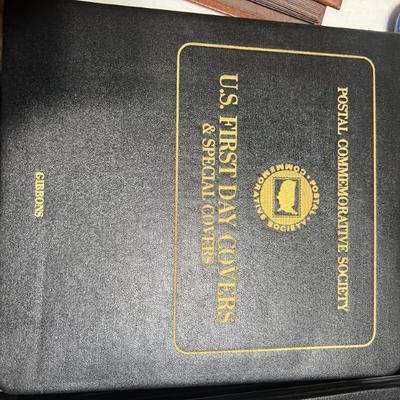 POSTAL COMMEMORATIVE SOCIETY
POSTAL COMMEMORATIVE SOCIETY
U.S. FIRST DAY COVERS
& SPECIAL COVERS
GIBBONS